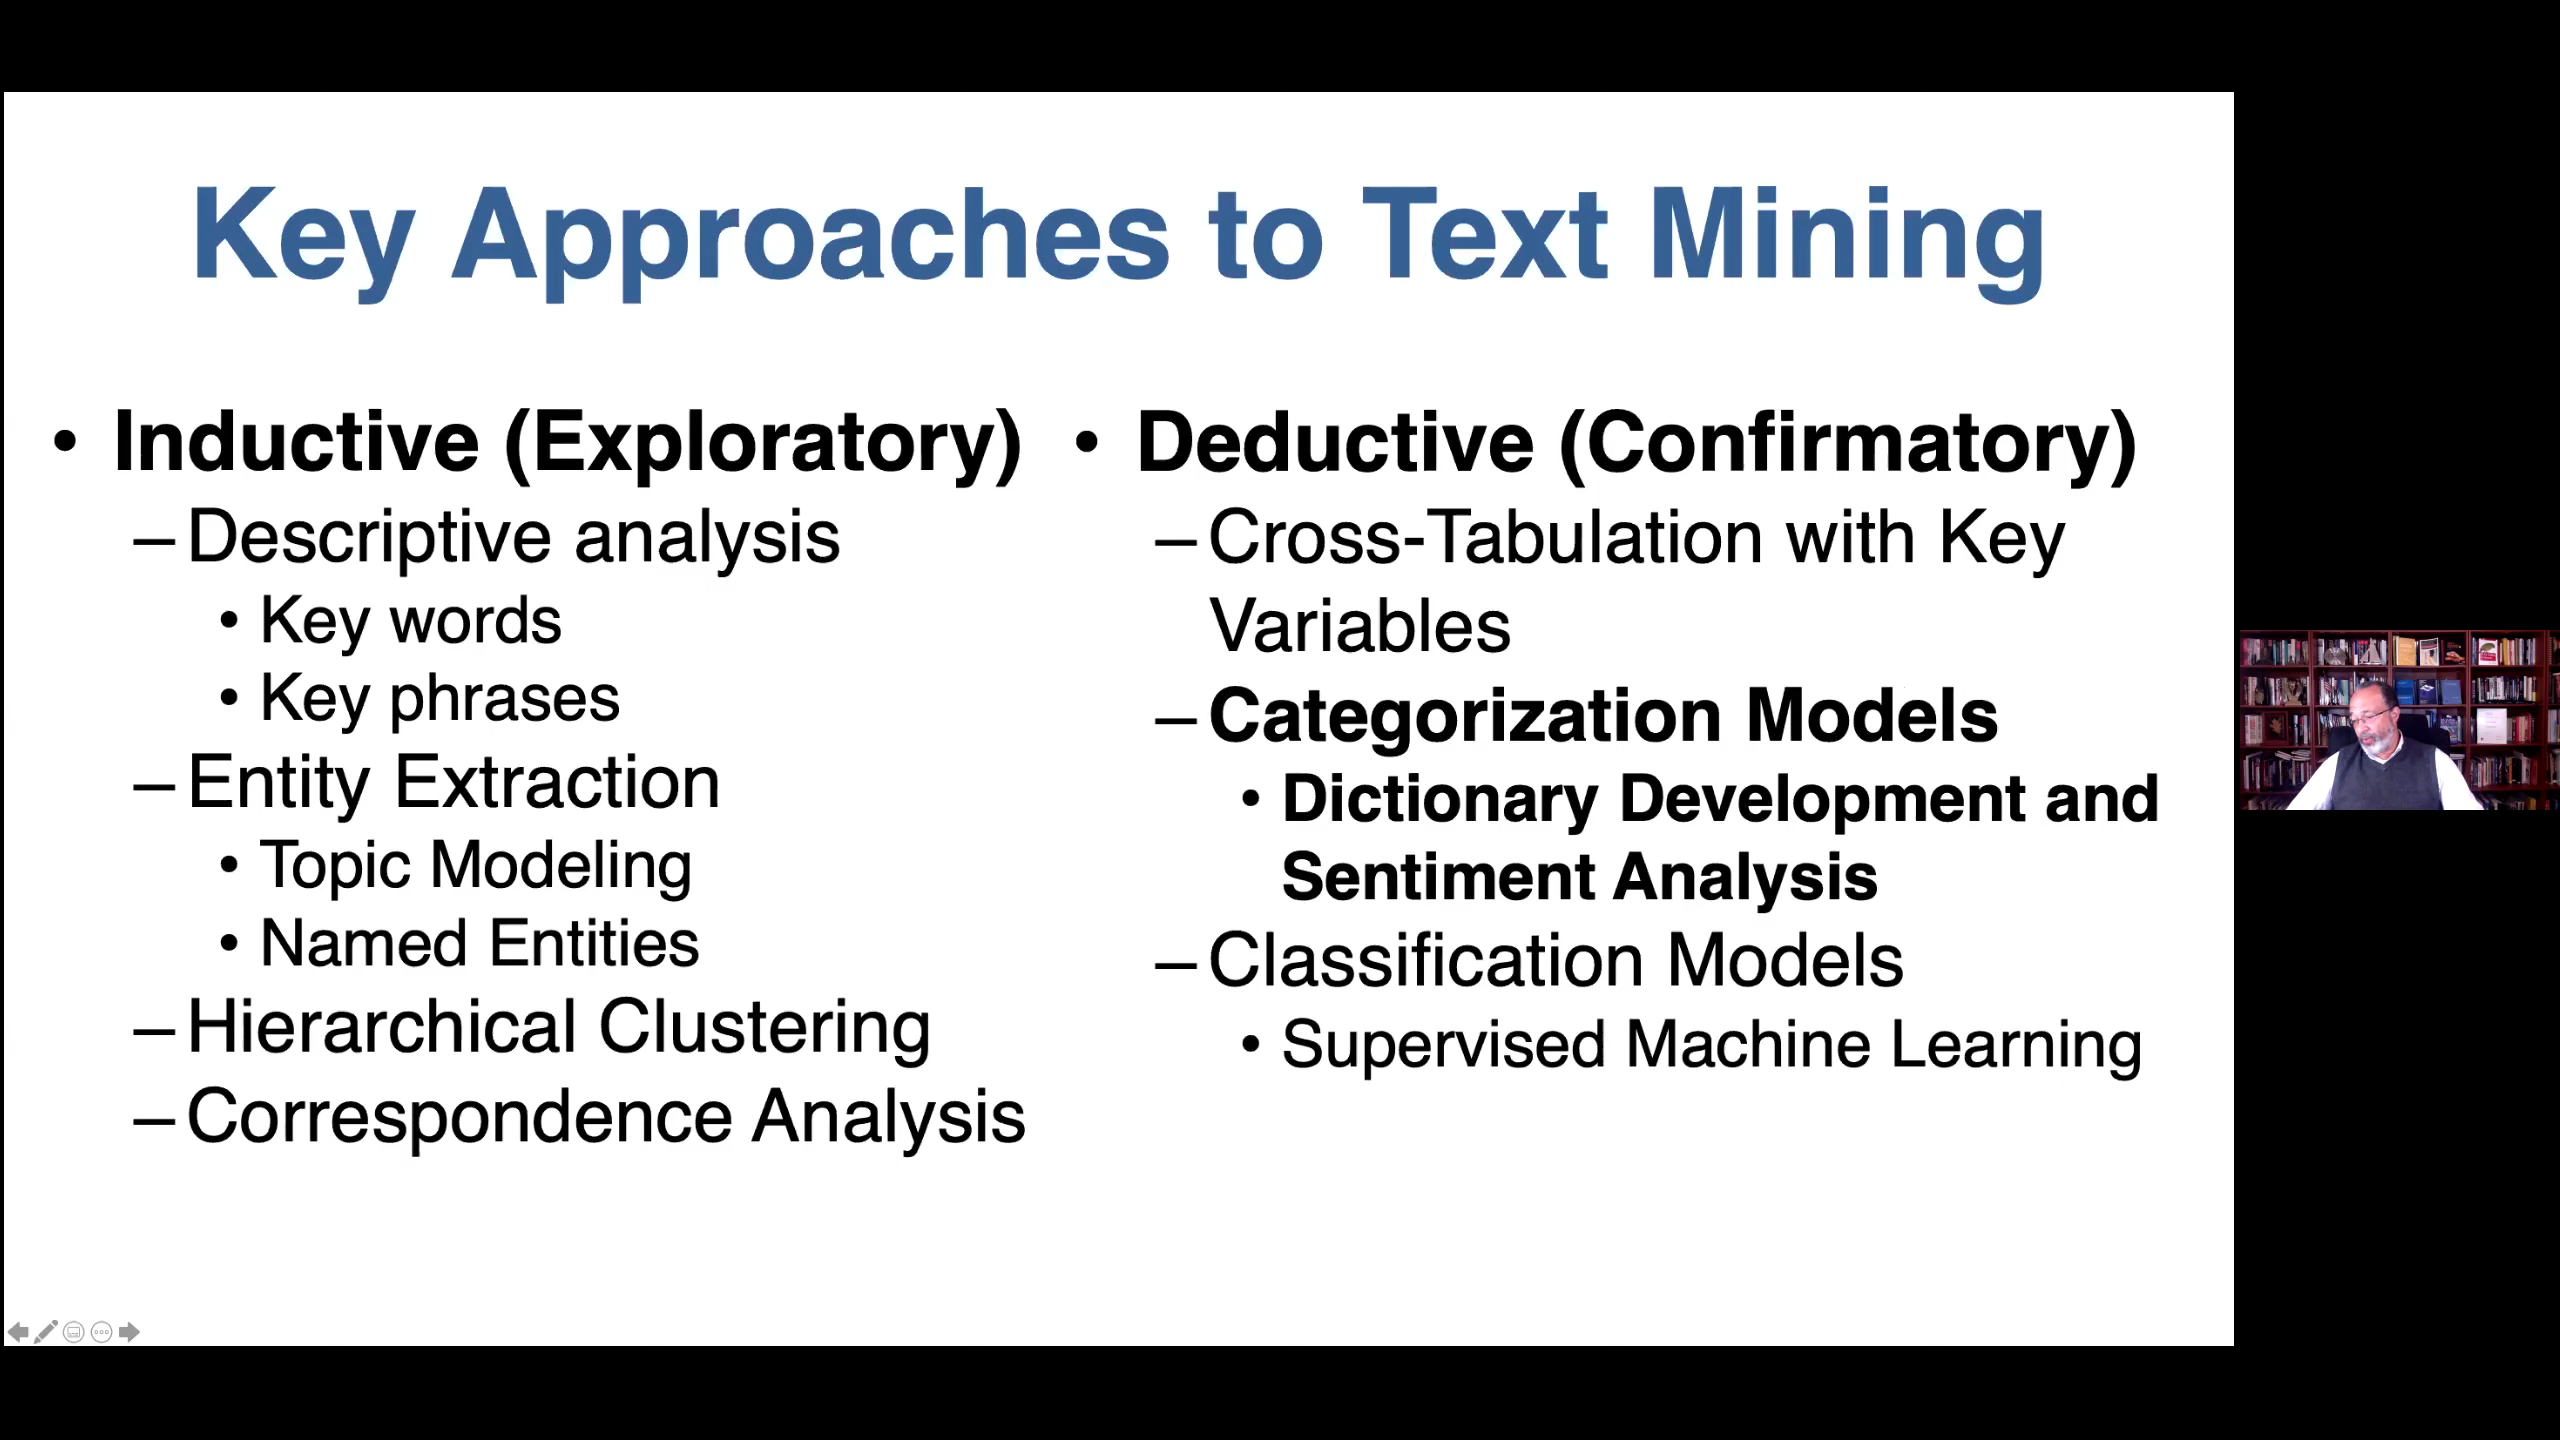 Key Approaches to Text Mining
• Inductive (Exploratory)
– Descriptive analysis
• Key words
• Key phrases
– Entity Extraction
• Topic Modeling
• Named Entities
– Hierarchical Clustering
– Correspondence Analysis
• Deductive (Confirmatory)
– Cross-Tabulation with Key
Variables
– Categorization Models
• Dictionary Development and
Sentiment Analysis
– Classification Models
• Supervised Machine Learning